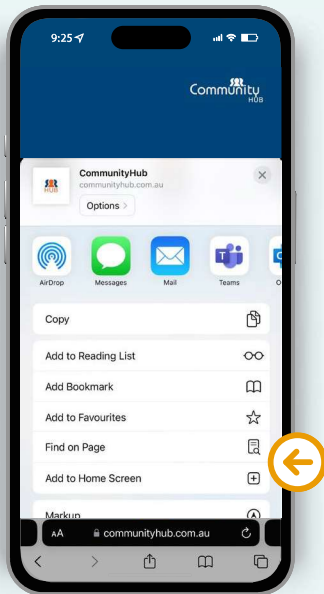 9:25
Community
HUB
HUB
CommunityHub
communityhub.com.au
Options
AirDrop
Messages
Mail
Teams
Copy
Add to Reading List
Add Bookmark
Add to Favourites
Find on Page
Add to Home Screen
Markup
AA
communityhub.com.au